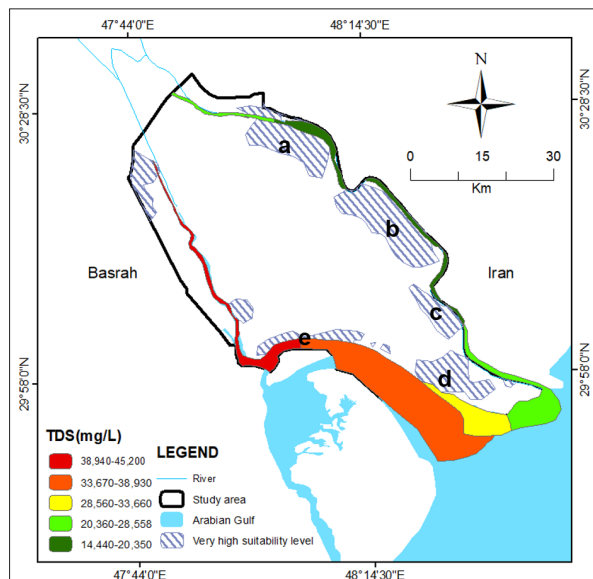 47°44'0"E
48°14'30"E
N
30°28'30"N
30°28'30"N
a
0 15 30
Km
b
Basrah
Iran
c
e
d
29°58'0"N
29°58'0"N
TDS(mg/L)
38,940-45,200
33,670-38,930
28,560-33,660
20,360-28,558
14,440-20,350
LEGEND
River
Study area
Arabian Gulf
Very high suitability level
47°44'0"E
48°14'30"E